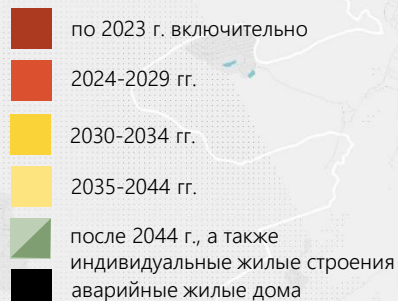 по 2023 г. включительно
2024-2029 гг.
2030-2034 гг.
2035-2044 гг.
после 2044 г., а также
индивидуальные жилые строения
аварийные жилые дома